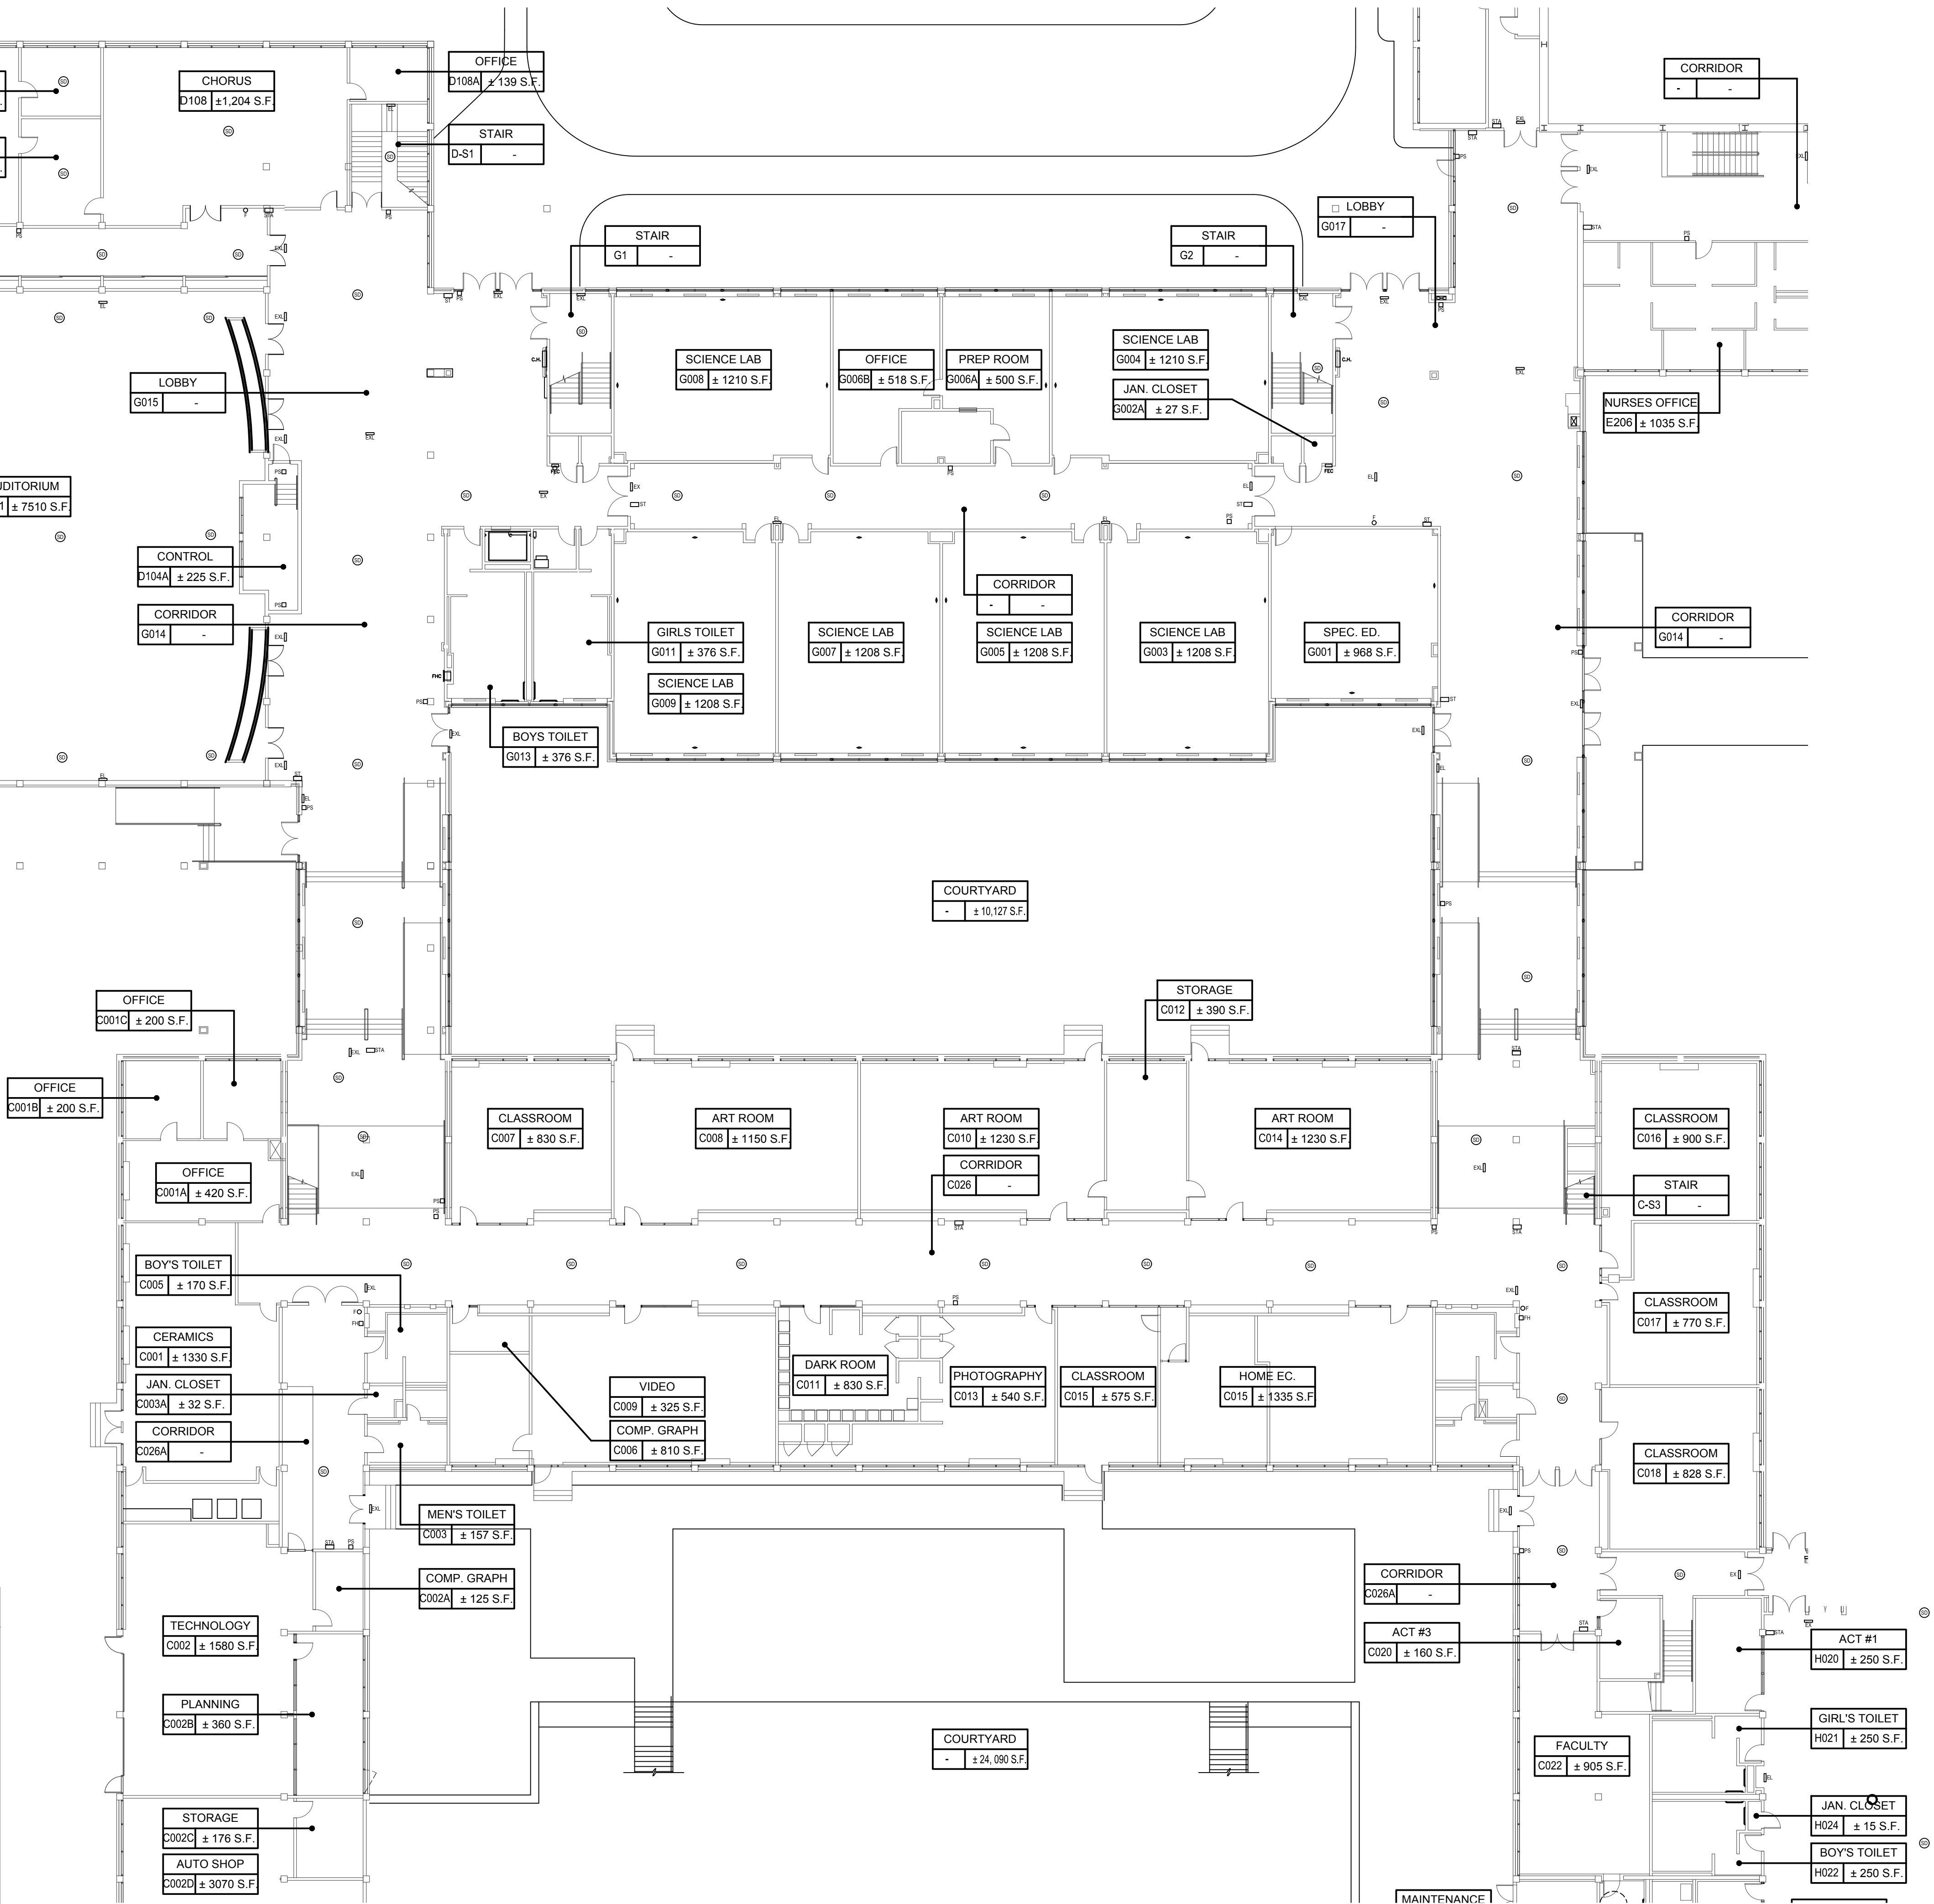 OFFICE
D108A ± 139 S.F.
CHORUS
D108 ±1,204 S.F.
CORRIDOR
- -
STAIR
D-S1 -
LOBBY
G017 -
STAIR
G1 -
STAIR
G2 -
SCIENCE LAB
G008 ± 1210 S.F.
OFFICE
G006B ± 518 S.F.
PREP ROOM
G006A ± 500 S.F.
SCIENCE LAB
G004 ± 1210 S.F.
JAN. CLOSET
G002A ± 27 S.F.
LOBBY
G015 -
NURSES OFFICE
E206 ± 1035 S.F.
UDITORIUM
1 ± 7510 S.F.
CONTROL
D104A ± 225 S.F.
CORRIDOR
G014 -
CORRIDOR
- -
CORRIDOR
G014 -
GIRLS TOILET
G011 ± 376 S.F.
SCIENCE LAB
G009 ± 1208 S.F.
SCIENCE LAB
G007 ± 1208 S.F.
SCIENCE LAB
G005 ± 1208 S.F.
SCIENCE LAB
G003 ± 1208 S.F.
SPEC. ED.
G001 ± 968 S.F.
BOYS TOILET
G013 ± 376 S.F.
COURTYARD
- ± 10,127 S.F.
STORAGE
C012 ± 390 S.F.
OFFICE
C001C ± 200 S.F.
OFFICE
C001B ± 200 S.F.
OFFICE
C001A ± 420 S.F.
CLASSROOM
C007 ± 830 S.F.
ART ROOM
C008 ± 1150 S.F.
ART ROOM
C010 ± 1230 S.F.
CORRIDOR
C026 -
ART ROOM
C014 ± 1230 S.F.
CLASSROOM
C016 ± 900 S.F.
STAIR
C-S3 -
BOY'S TOILET
C005 ± 170 S.F.
CERAMICS
C001 ± 1330 S.F.
JAN. CLOSET
C003A ± 32 S.F.
CORRIDOR
C026A -
VIDEO
C009 ± 325 S.F.
COMP. GRAPH
C006 ± 810 S.F.
DARK ROOM
C011 ± 830 S.F.
PHOTOGRAPHY
C013 ± 540 S.F.
CLASSROOM
C015 ± 575 S.F.
HOME EC.
C015 ± 1335 S.F.
CLASSROOM
C017 ± 770 S.F.
CLASSROOM
C018 ± 828 S.F.
MEN'S TOILET
C003 ± 157 S.F.
COMP. GRAPH
C002A ± 125 S.F.
TECHNOLOGY
C002 ± 1580 S.F.
PLANNING
C002B ± 360 S.F.
CORRIDOR
C026A -
ACT #3
C020 ± 160 S.F.
ACT #1
H020 ± 250 S.F.
COURTYARD
- ± 24, 090 S.F.
FACULTY
C022 ± 905 S.F.
GIRL'S TOILET
H021 ± 250 S.F.
JAN. CLOSET
H024 ± 15 S.F.
BOY'S TOILET
H022 ± 250 S.F.
STORAGE
C002C ± 176 S.F.
AUTO SHOP
C002D ± 3070 S.F.
MAINTENANCE